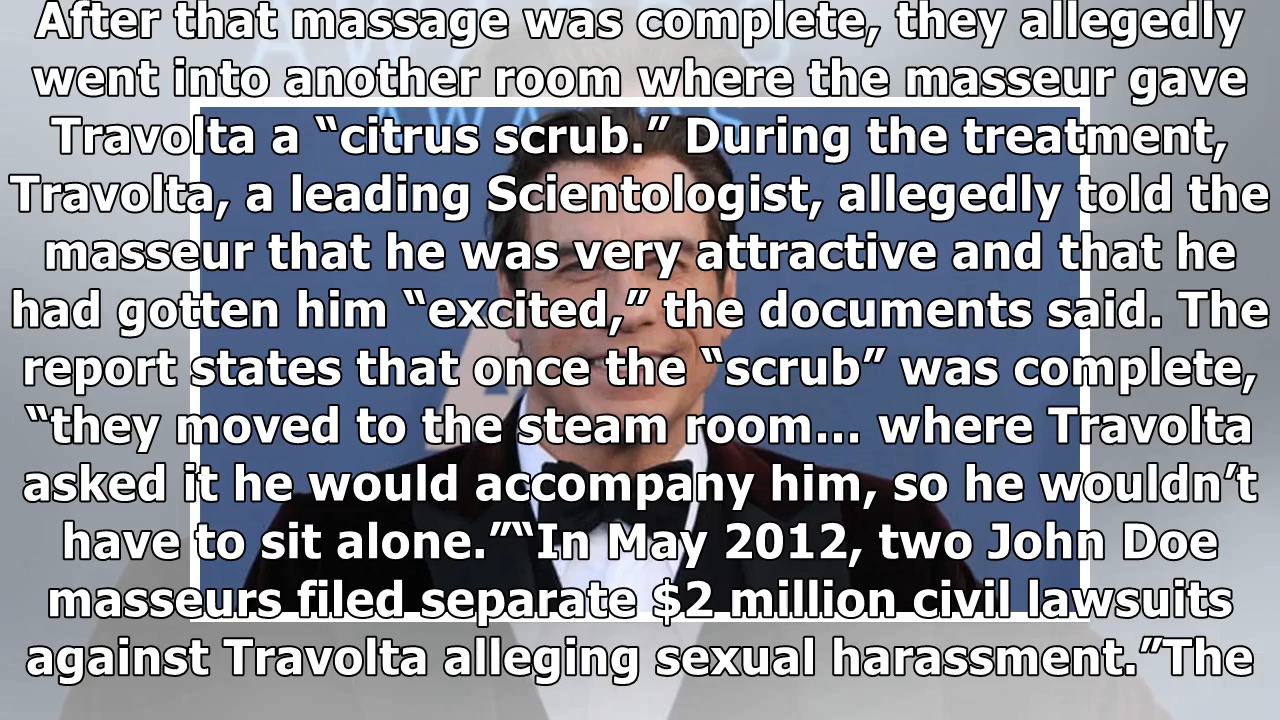 After that massage was complete, they allegedly
went into another room where the masseur gave
Travolta a “citrus scrub.” During the treatment,
Travolta, a leading Scientologist, allegedly told the
masseur that he was very attractive and that he
had gotten him “excited,” the documents said. The
report states that once the “scrub” was complete,
“they moved to the steam room... where Travolta
asked it he would accompany him, so he wouldn’t
have to sit alone.”“In May 2012, two John Doe
masseurs filed separate $2 million civil lawsuits
against Travolta alleging sexual harassment.”The